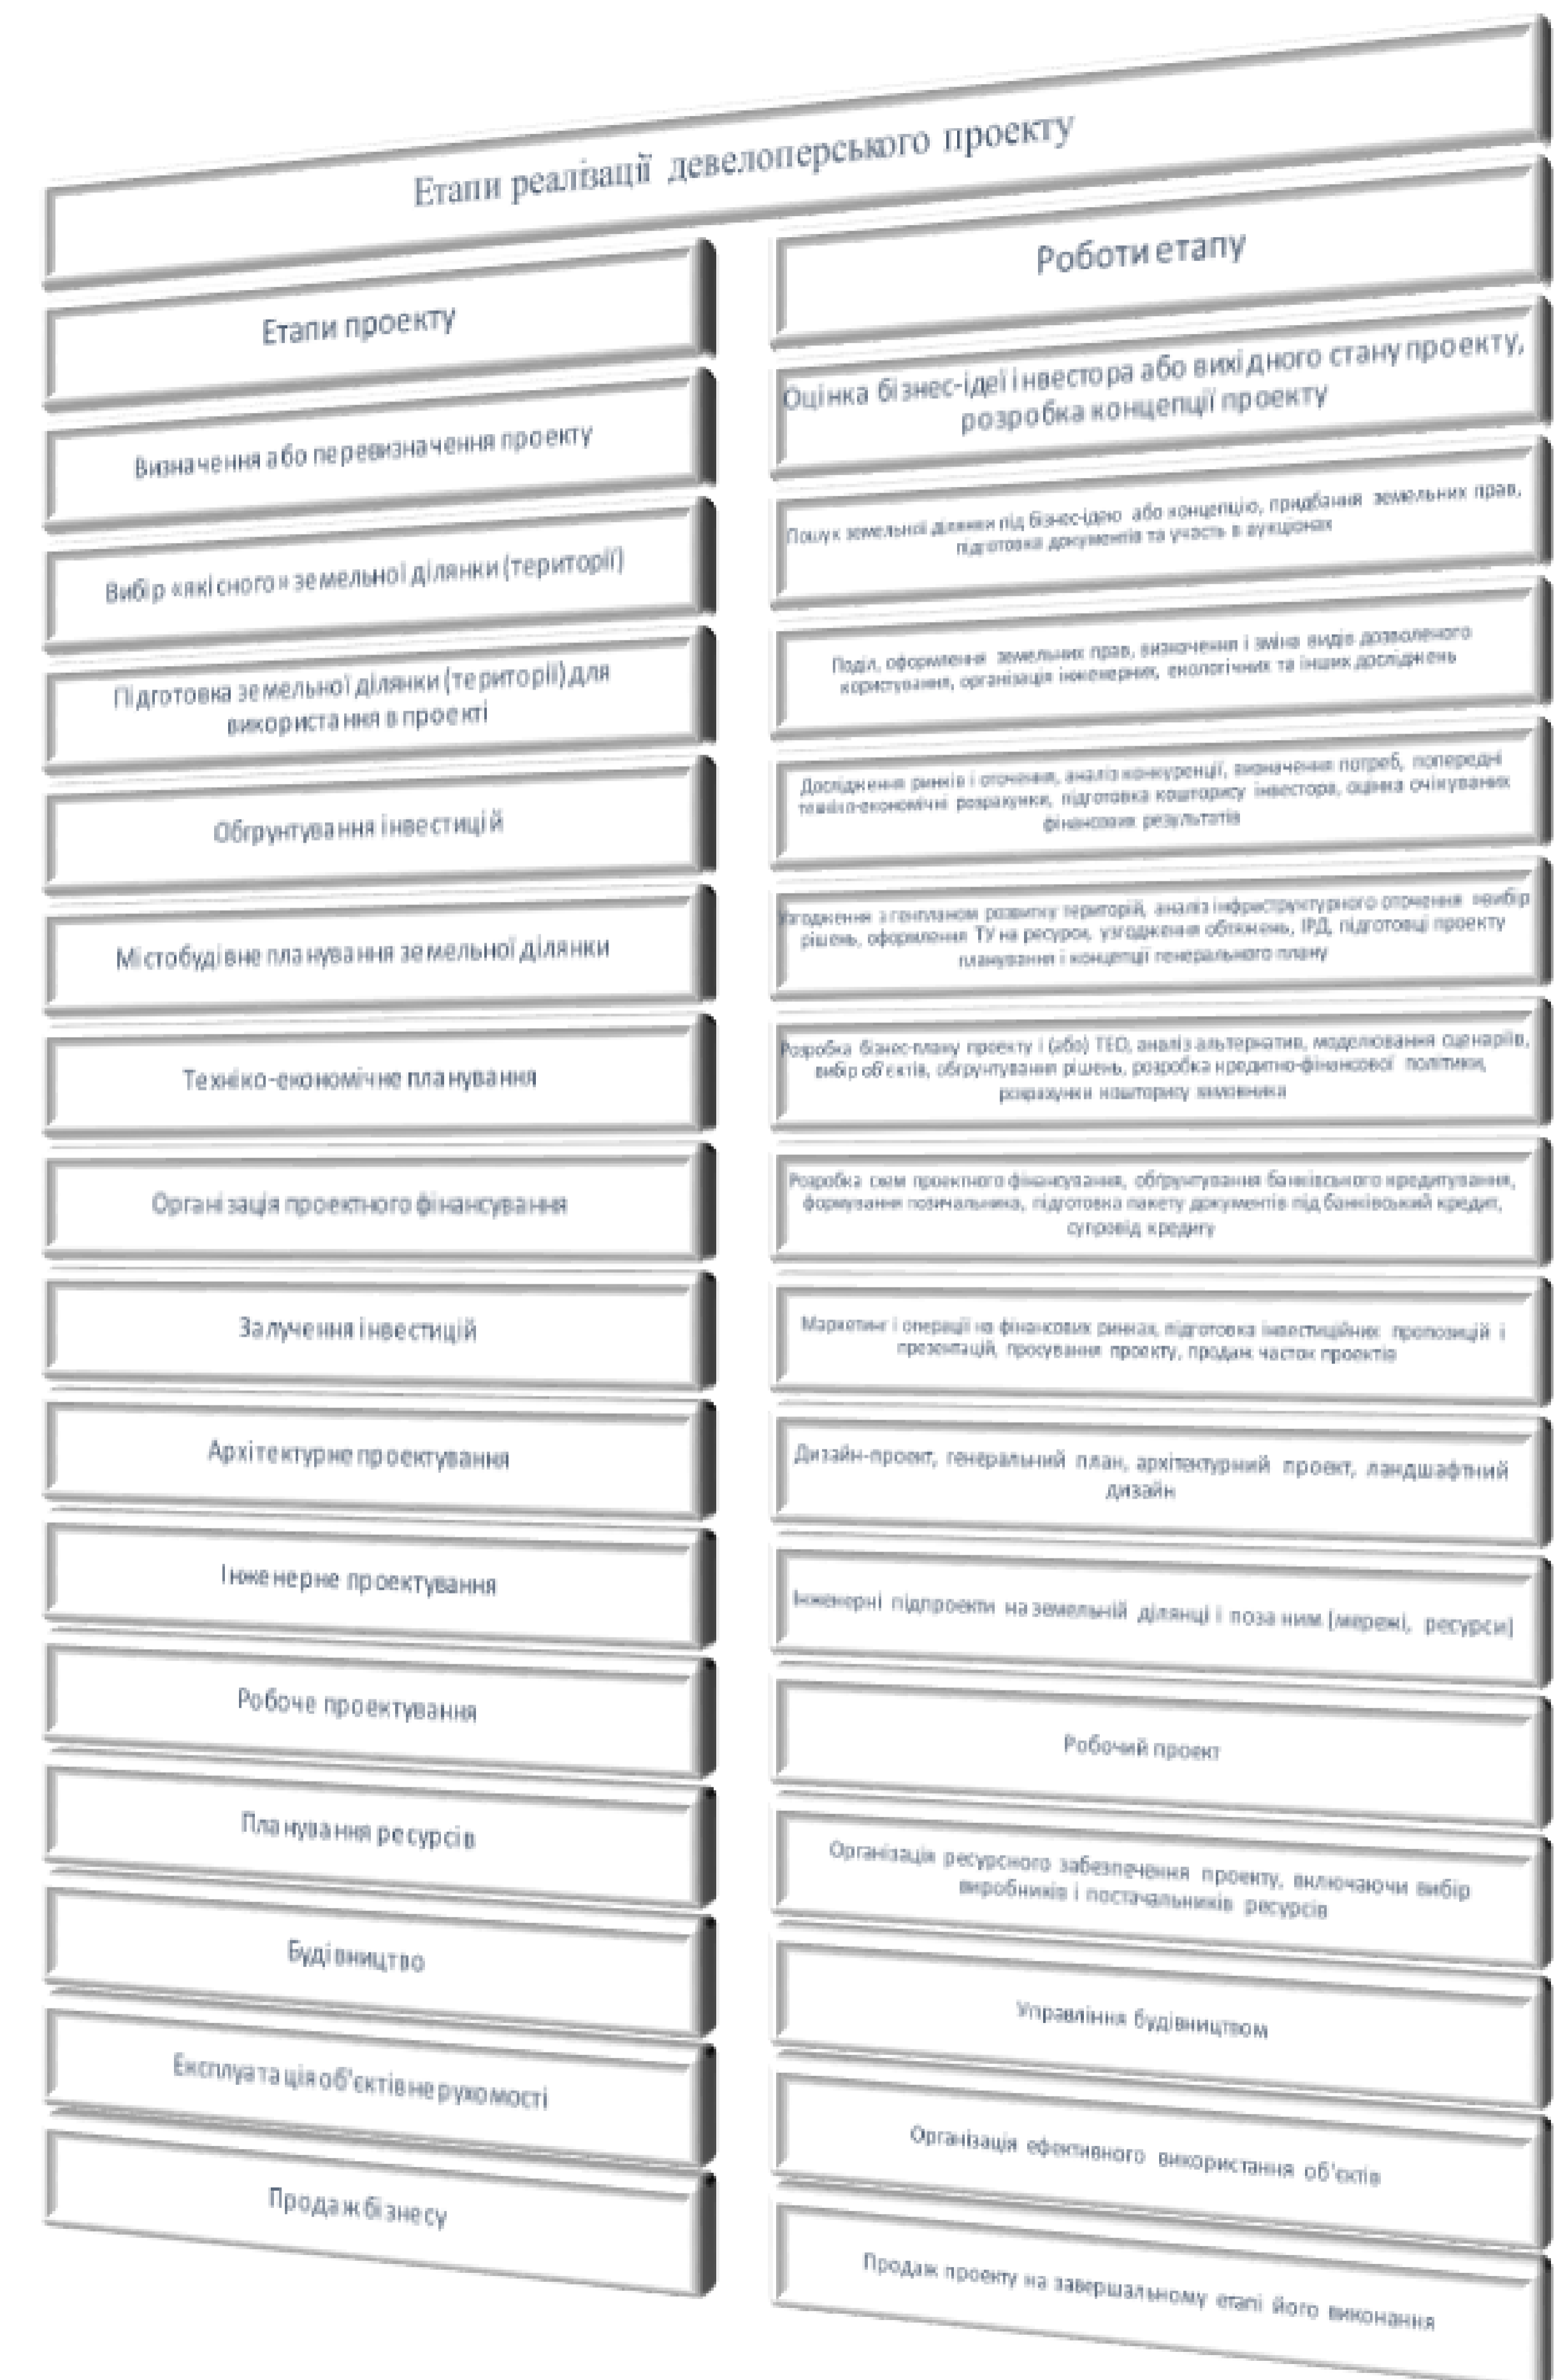 Етапи реалізації девелоперського проекту
Етапи проекту
Роботи етапу
Визначення або перевизначення проекту
Оцінка бізнес-ідеї інвестора або вихідного стану проекту,
розробка концепції проекту
Вибір «якісного» земельної ділянки (території)
Пошук земельної ділянки під бізнес-ідею або концепцію, придбання земельних прав,
підготовка документів та участь в аукціонах
Підготовка земельної ділянки (території) для
використання в проекті
Поділ, оформлення земельних прав, визначення і зміна видів дозволеного
користування, організація інженерних, екологічних та інших досліджень
Обгрунтування інвестицій
Дослідження ринків і оточення, аналіз конкуренції, визначення потреб, попередні
техніко-економічні розрахунки, підготовка кошторису інвестора, оцінка очікуваних
фінансових результатів
Містобудівне планування земельної ділянки
Узгодження з генпланом розвитку територій, аналіз інфраструктурного оточення і вибір
рішень, оформлення ТУ на ресурси, узгодження обтяжень, ІРД, підготовці проекту
планування і концепції генерального плану
Техніко-економічне планування
Розробка бізнес-плану проекту і (або) ТЕО, аналіз альтернатив, моделювання сценаріїв,
вибір об'єктів, обгрунтування рішень, розробка кредитно-фінансової політики,
розрахунки кошторису замовника
Організація проектного фінансування
Розробка схем проектного фінансування, обґрунтування банківського кредитування,
формування позичальника, підготовка пакету документів під банківський кредит,
супровід кредиту
Залучення інвестицій
Маркетинг і операції на фінансових ринках, підготовка інвестиційних пропозицій і
презентацій, просування проекту, продаж часток проектів
Архітектурне проектування
Дизайн-проект, генеральний план, архітектурний проект, ландшафтний
дизайн
Інженерне проектування
Інженерні підпроекти на земельній ділянці і поза ним (мережі, ресурси)
Робоче проектування
Робочий проект
Планування ресурсів
Організація ресурсного забезпечення проекту, включаючи вибір
виробників і постачальників ресурсів
Будівництво
Управління будівництвом
Експлуатація об'єктів нерухомості
Організація ефективного використання об'єктів
Продаж бізнесу
Продаж проекту на завершальному етапі його виконання